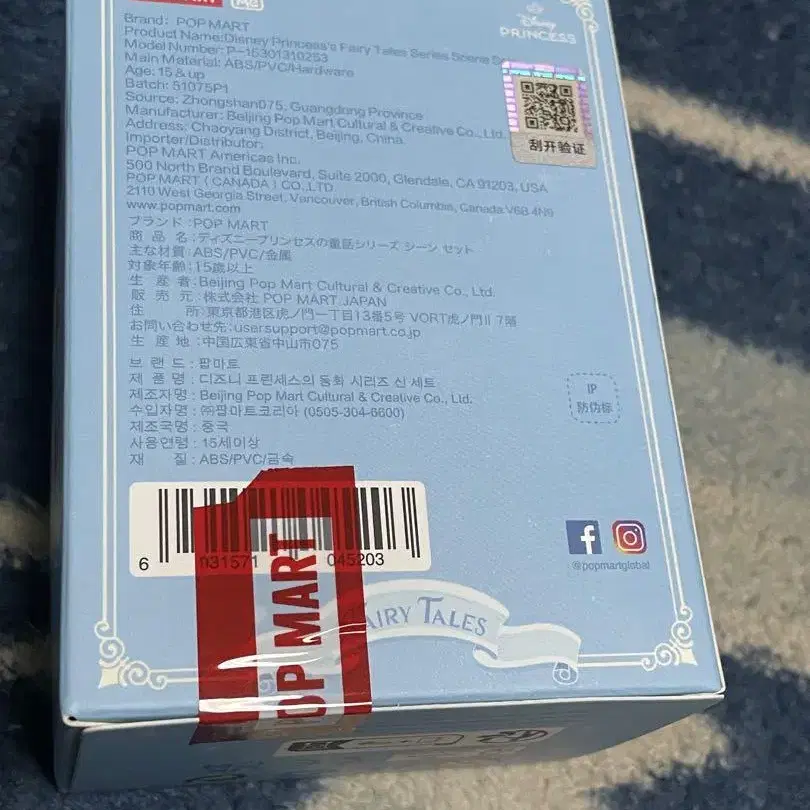 Disney
PRINCESS
Brand: POP MART
Product Name:Disney Princess's Fairy Tales Series Scene
Model Number: P-16301310253
Main Material: ABS/PVC/Hardware
Age: 15 & up
Batch: 51075P1
Source: Zhongshan075, Guangdong Province
Manufacturer: Beijing Pop Mart Cultural & Creative Co., Ltd.
Address: Chaoyang District, Beijing, China
Importer/Distributor:
POP MART Americas Inc.
500 North Brand Boulevard, Suite 2000, Glendale, CA 91203, USA
POP MART (CANADA) CO.,LTD
2110 West Georgia Street, Vancouver, British Columbia, Canada V6B 4N9
www.popmart.com
刮开验证
ブランド:POP MART
商品名:ディズニープリンセスの童話シリーズ シーン セット
主な材質:ABS/PVC/金属
対象年齢:15歳以上
生産者:Beijing Pop Mart Cultural & Creative Co., Ltd.
販売元:株式会社 POP MART JAPAN
住所:東京都港区虎ノ門一丁目13番5号 VORT虎ノ門II 7階
お問い合わせ先:usersupport@popmart.co.jp
生産地:中国広東省中山市075
브랜드:팝마트
제품명:디즈니 프린세스의 동화 시리즈 신 세트
제조자명:Beijing Pop Mart Cultural & Creative Co., Ltd.
수입자명:㈜팝마트코리아 (0505-304-6600)
제조국명:중국
사용연령:15세이상
재질:ABS/PVC/금속
IP
防伪标
6 931571 045203
@popmartglobal
POP MART
FAIRY TALES